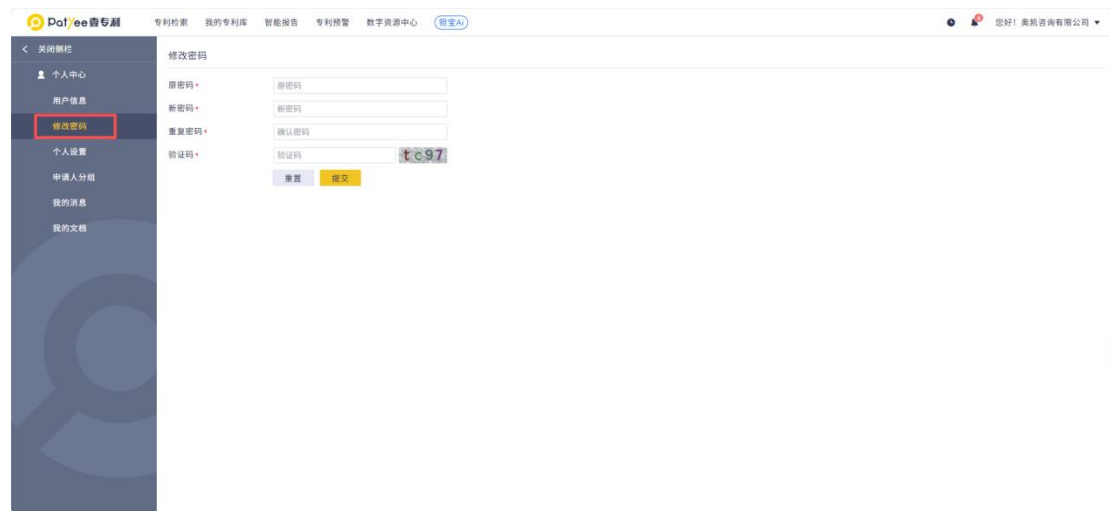 Patyee壹专利 专利检索 我的专利库 智能报告 专利预警 数字资源中心 钳宝Ai 4 您好！奥凯咨询有限公司 ▼
< 关闭侧栏
个人中心
用户信息
修改密码
个人设置
申请人分组
我的消息
我的文档
修改密码
原密码* 原密码
新密码* 新密码
重复密码* 确认密码
验证码* 验证码 tc97
重置 提交